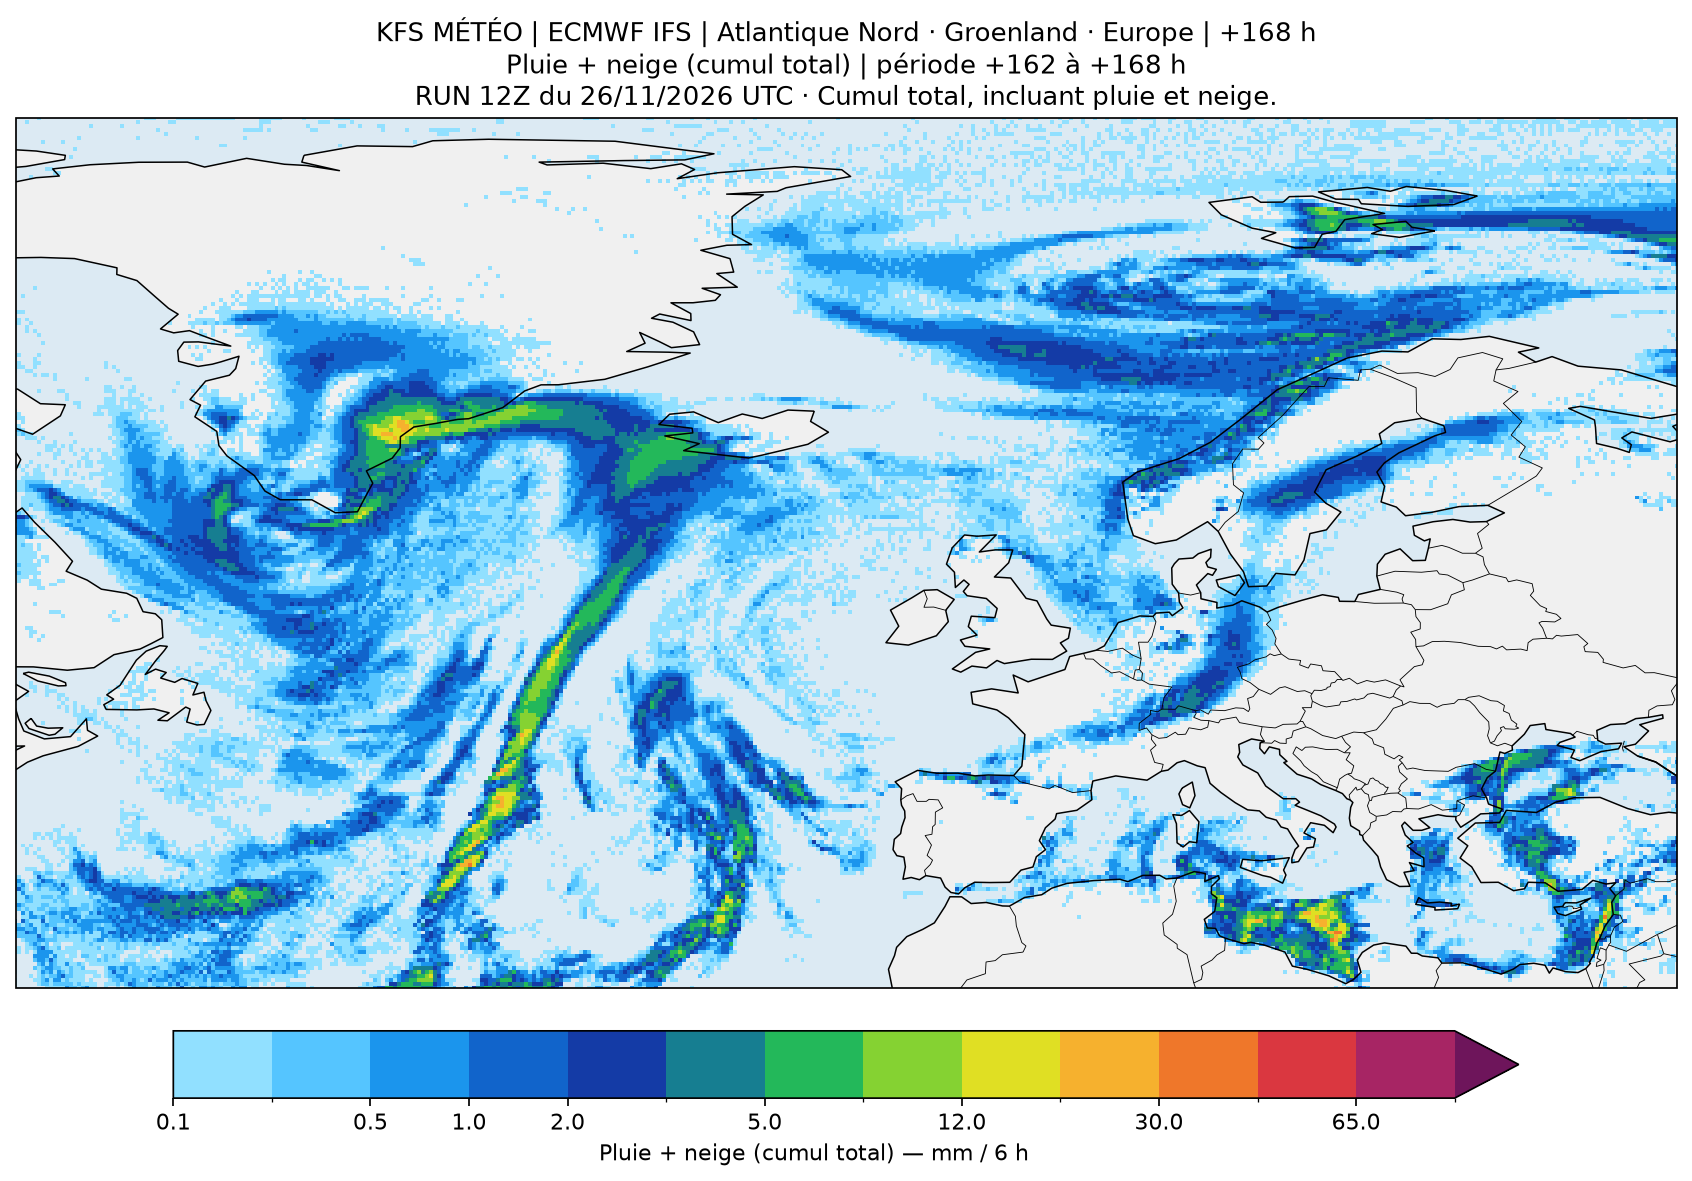 KFS MÉTÉO | ECMWF IFS | Atlantique Nord · Groenland · Europe | +168 h
Pluie + neige (cumul total) | période +162 à +168 h
RUN 12Z du 26/11/2026 UTC · Cumul total, incluant pluie et neige.
0.1 0.5 1.0 2.0 5.0 12.0 30.0 65.0
Pluie + neige (cumul total) — mm / 6 h